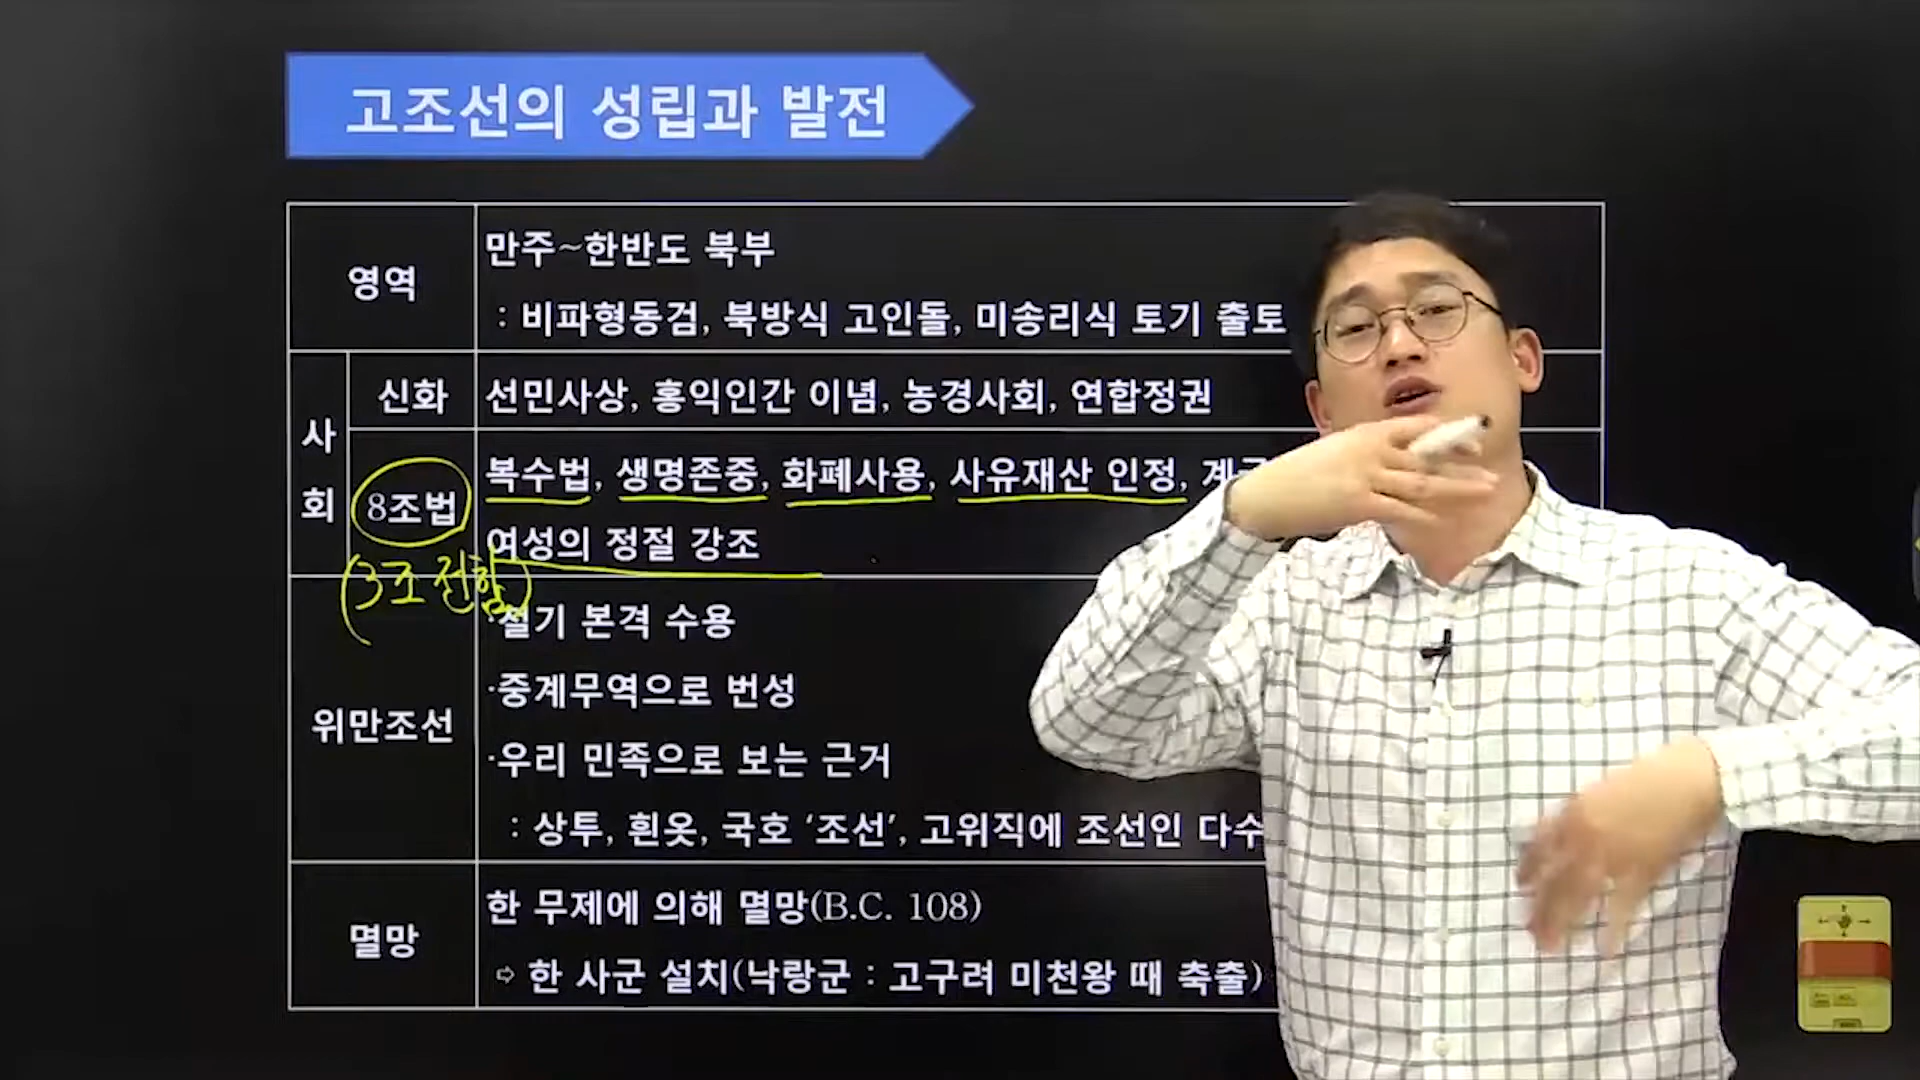 고조선의 성립과 발전
영역
만주~한반도 북부
: 비파형동검, 북방식 고인돌, 미송리식 토기 출토
사회
신화
선민사상, 홍익인간 이념, 농경사회, 연합정권
8조법
(3조 전함)
복수법, 생명존중, 화폐사용, 사유재산 인정,
여성의 정절 강조
위만조선
·철기 본격 수용
·중계무역으로 번성
·우리 민족으로 보는 근거
: 상투, 흰옷, 국호 ‘조선’, 고위직에 조선인 다수
멸망
한 무제에 의해 멸망(B.C. 108)
⇨ 한 사군 설치(낙랑군 : 고구려 미천왕 때 축출)